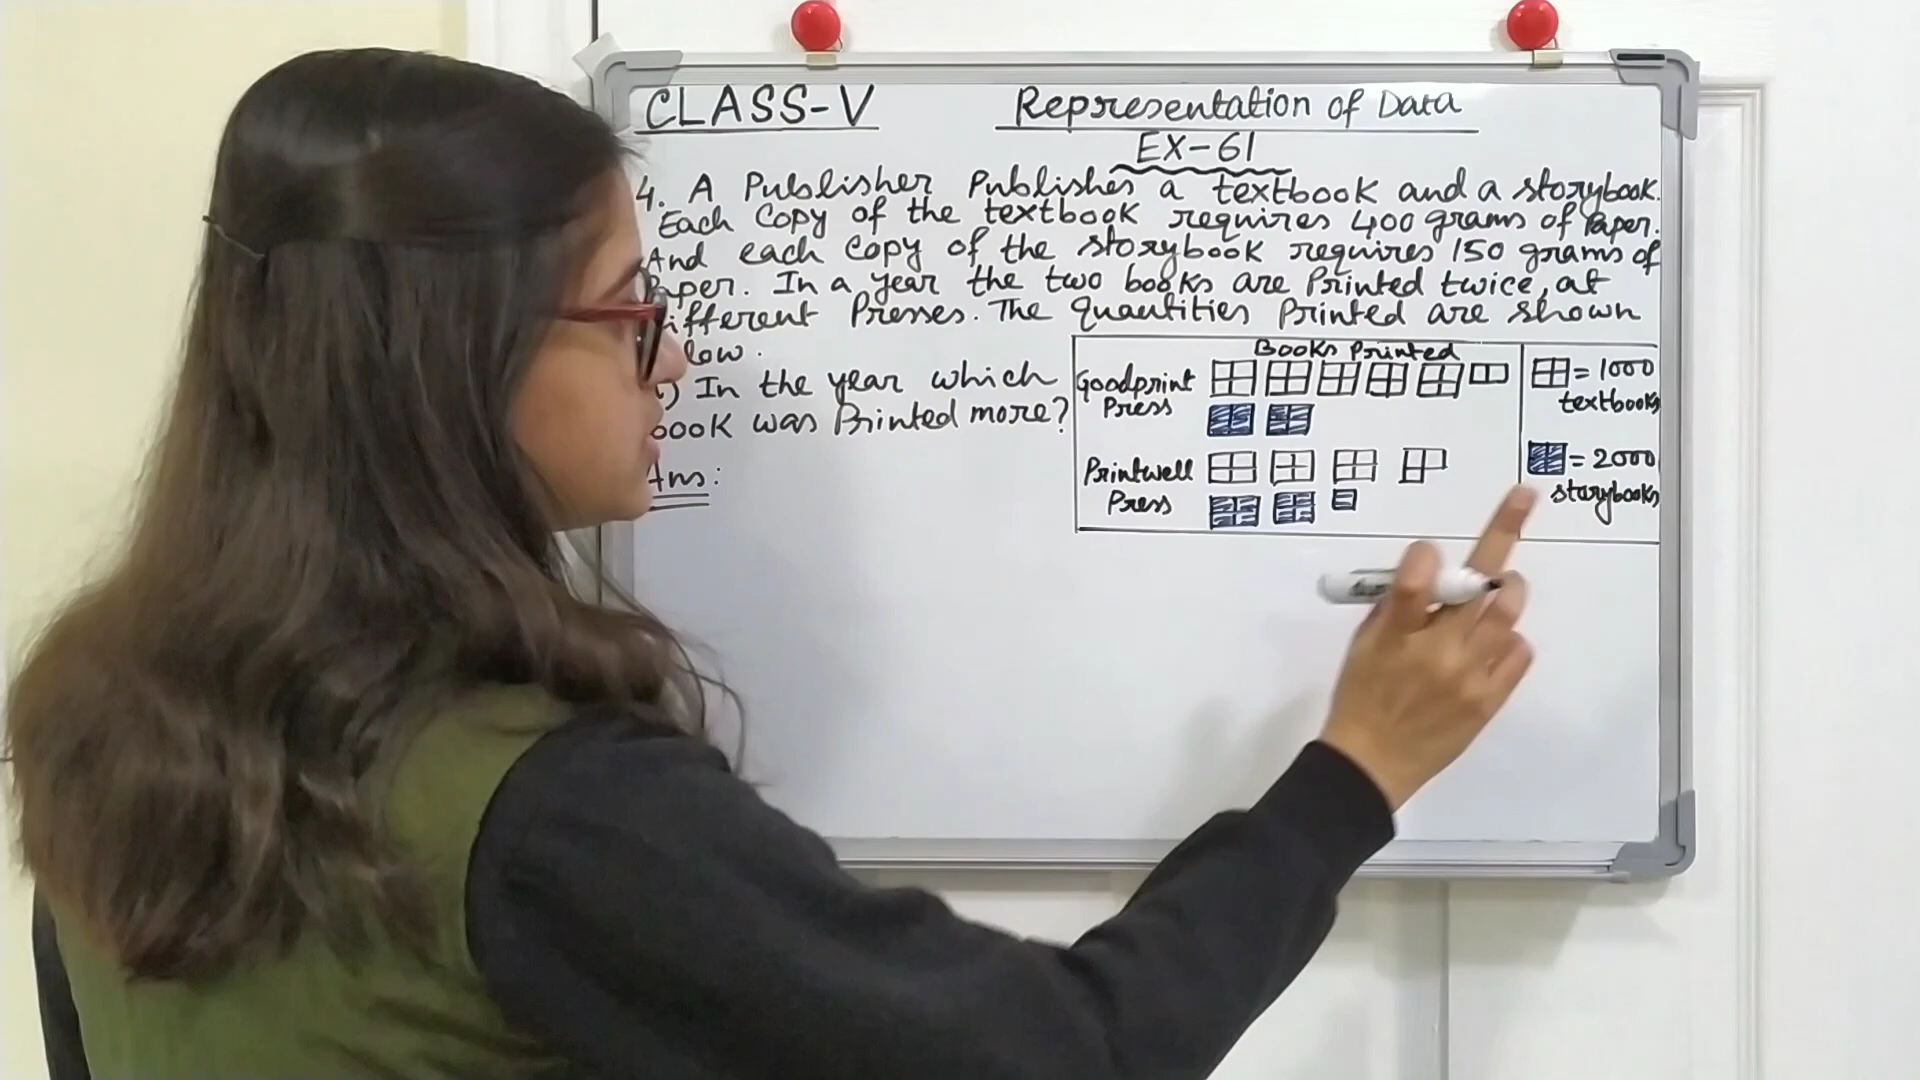 CLASS-V
Representation of Data
EX-61
4. A Publisher Publishes a textbook and a storybook.
Each Copy of the textbook requires 400 grams of Paper.
And each Copy of the storybook requires 150 grams of
Paper. In a year the two books are Printed twice, at
ifferent Presses. The quantities Printed are shown
low.
) In the year which
book was Printed more?
Ans:
Books Printed
Goodprint
Press
Printwell
Press
= 1000
textbooks
= 2000
storybooks